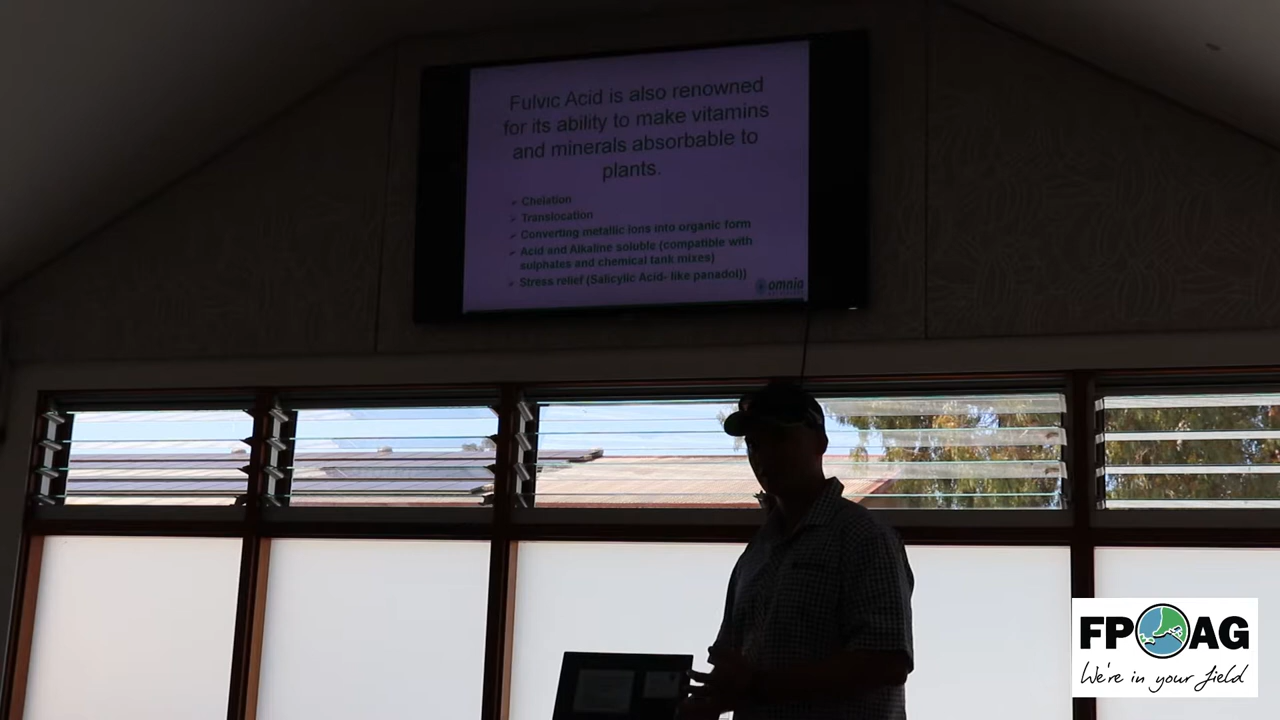 Fulvic Acid is also renowned
for its ability to make vitamins
and minerals absorbable to
plants.
Chelation
Translocation
Converting metallic ions into organic form
Acid and Alkaline soluble (compatible with
sulphates and chemical tank mixes)
Stress relief (Salicylic Acid- like panadol))
omnia
FP AG
We're in your field